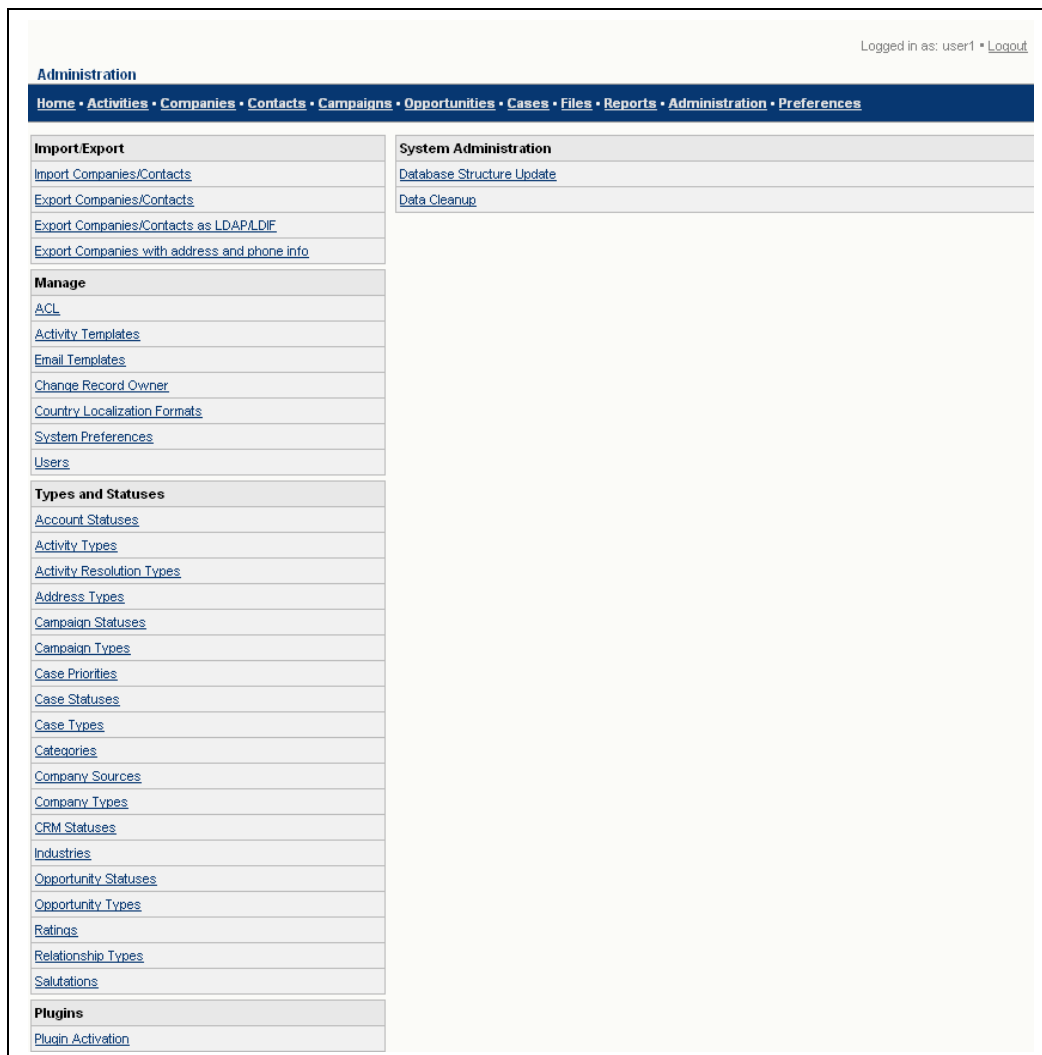 Logged in as: user1 • Logout
Administration
Home • Activities • Companies • Contacts • Campaigns • Opportunities • Cases • Files • Reports • Administration • Preferences
Import/Export
Import Companies/Contacts
Export Companies/Contacts
Export Companies/Contacts as LDAP/LDIF
Export Companies with address and phone info
Manage
ACL
Activity Templates
Email Templates
Change Record Owner
Country Localization Formats
System Preferences
Users
Types and Statuses
Account Statuses
Activity Types
Activity Resolution Types
Address Types
Campaign Statuses
Campaign Types
Case Priorities
Case Statuses
Case Types
Categories
Company Sources
Company Types
CRM Statuses
Industries
Opportunity Statuses
Opportunity Types
Ratings
Relationship Types
Salutations
Plugins
Plugin Activation
System Administration
Database Structure Update
Data Cleanup